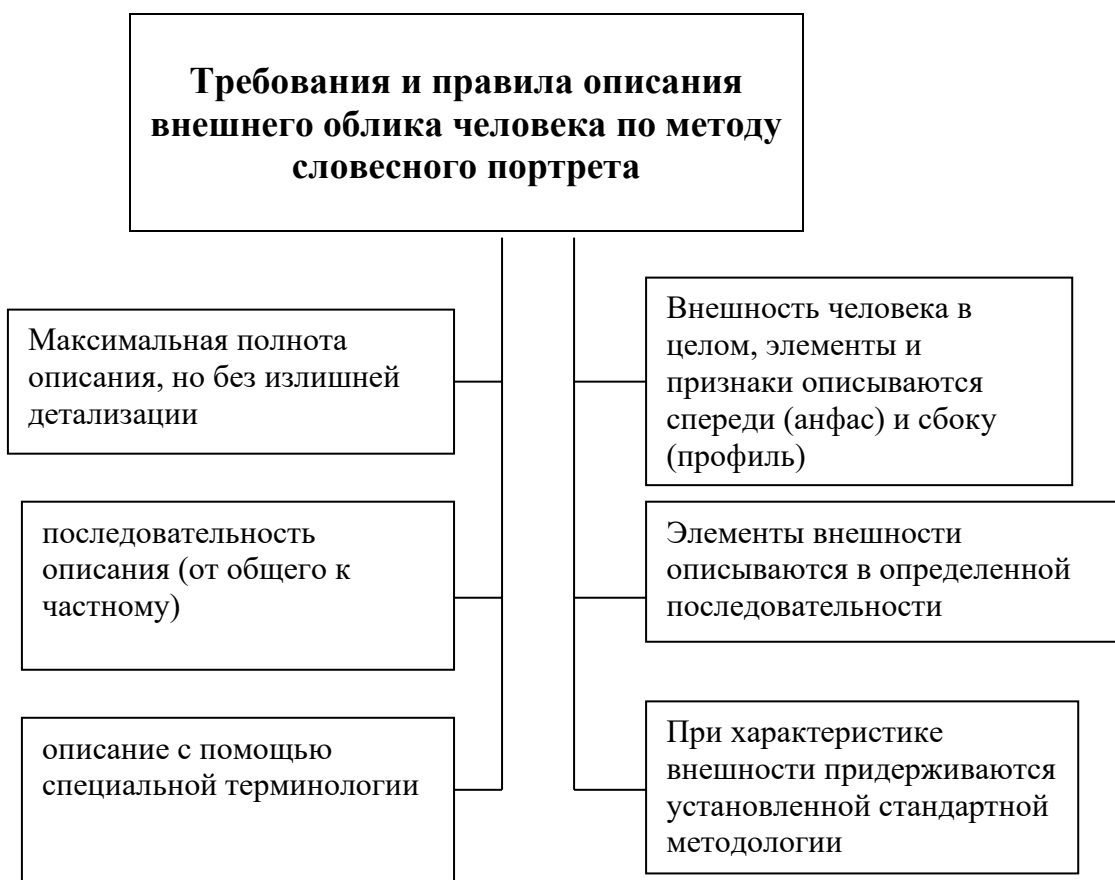 Требования и правила описания
внешнего облика человека по методу
словесного портрета
Максимальная полнота
описания, но без излишней
детализации
последовательность
описания (от общего к
частному)
описание с помощью
специальной терминологии
Внешность человека в
целом, элементы и
признаки описываются
спереди (анфас) и сбоку
(профиль)
Элементы внешности
описываются в определенной
последовательности
При характеристике
внешности придерживаются
установленной стандартной
методологии